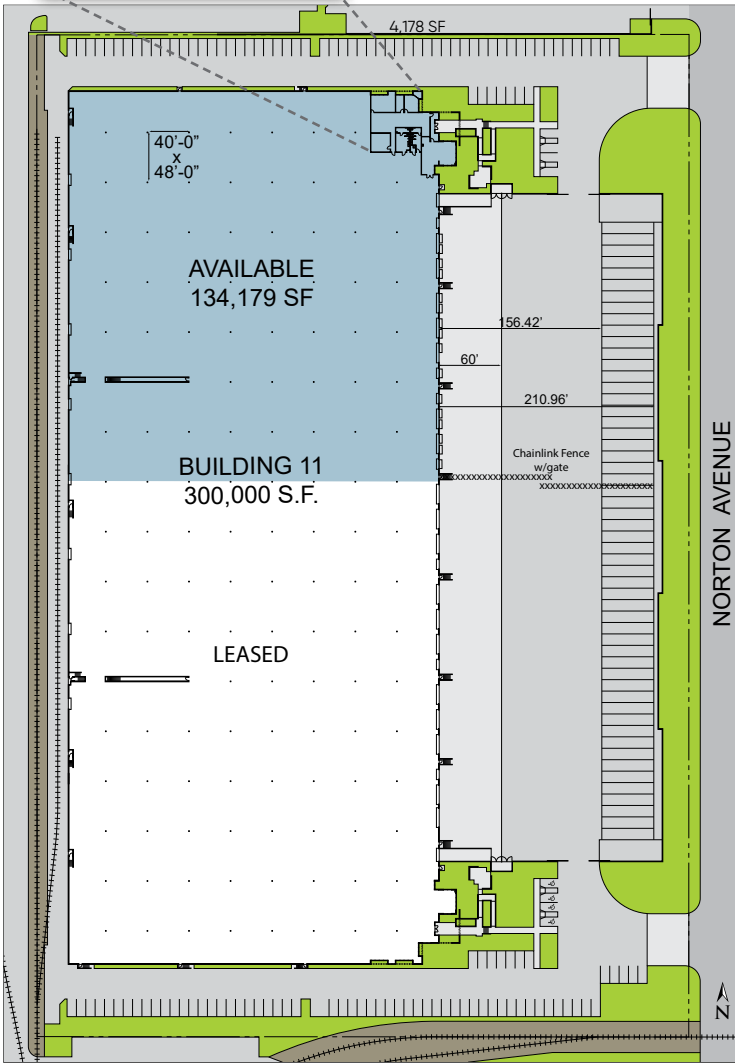 4,178 SF
40'-0"
x
48'-0"
AVAILABLE
134,179 SF
156.42'
60'
210.96'
Chainlink Fence
w/gate
BUILDING 11
300,000 S.F.
NORTON AVENUE
LEASED
N